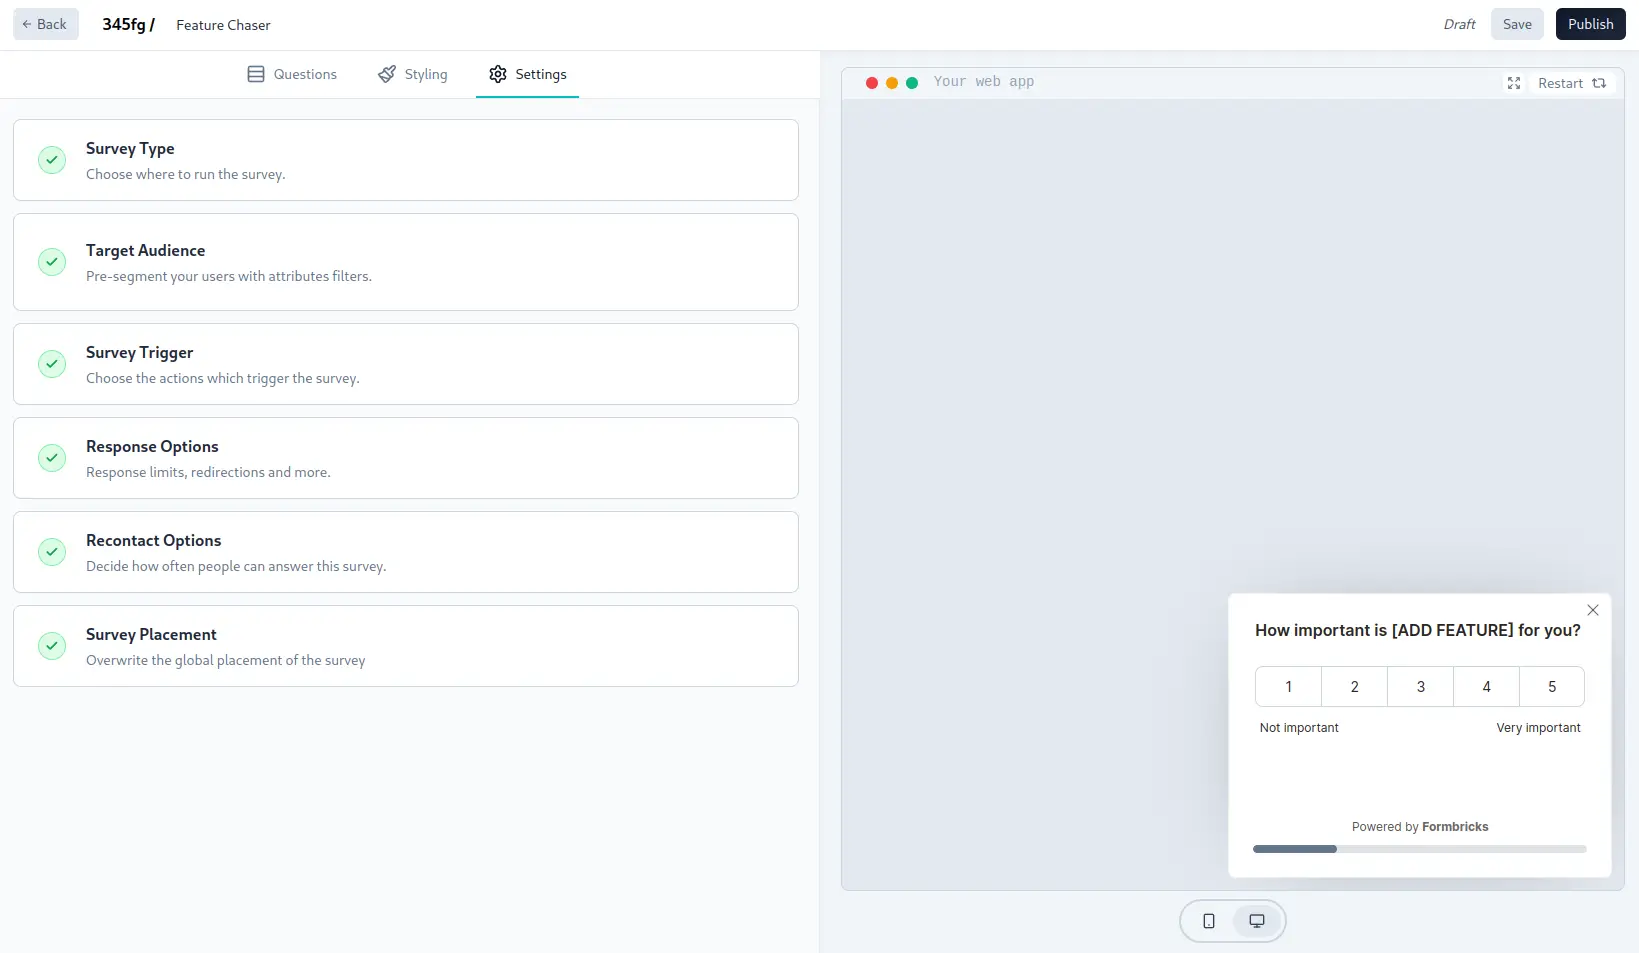 Back
345fg /
Feature Chaser
Draft
Save
Publish
Questions
Styling
Settings
Survey Type
Choose where to run the survey.
Target Audience
Pre-segment your users with attributes filters.
Survey Trigger
Choose the actions which trigger the survey.
Response Options
Response limits, redirections and more.
Recontact Options
Decide how often people can answer this survey.
Survey Placement
Overwrite the global placement of the survey
Your web app
Restart
How important is [ADD FEATURE] for you?
1 2 3 4 5
Not important Very important
Powered by Formbricks